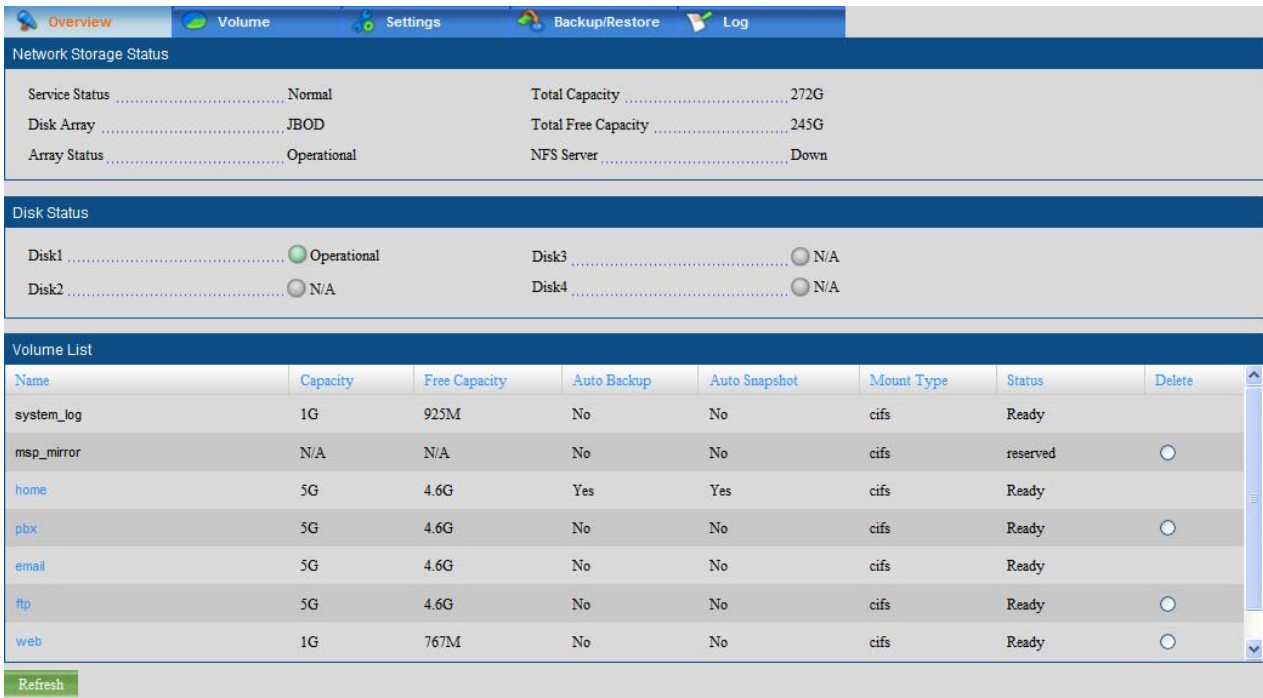 Overview Volume Settings Backup/Restore Log
Network Storage Status
Service Status Normal Total Capacity 272G
Disk Array JBOD Total Free Capacity 245G
Array Status Operational NFS Server Down
Disk Status
Disk1 Operational Disk3 N/A
Disk2 N/A Disk4 N/A
Volume List
Name Capacity Free Capacity Auto Backup Auto Snapshot Mount Type Status Delete
system_log 1G 925M No No cifs Ready
msp_mirror N/A N/A No No cifs reserved
home 5G 4.6G Yes Yes cifs Ready
pbx 5G 4.6G No No cifs Ready
email 5G 4.6G No No cifs Ready
ftp 5G 4.6G No No cifs Ready
web 1G 767M No No cifs Ready
Refresh